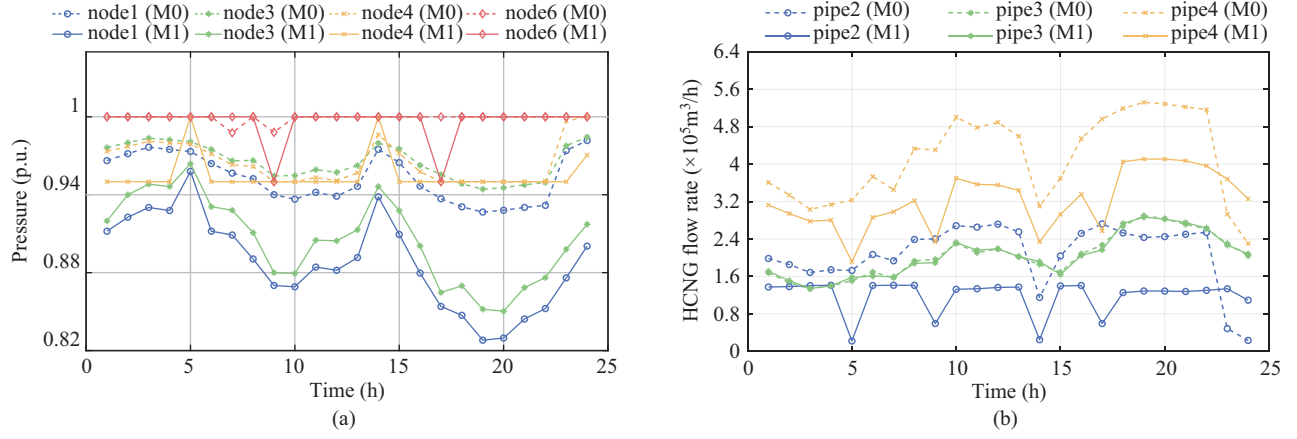 node1 (M0) node3 (M0) node4 (M0) node6 (M0)
node1 (M1) node3 (M1) node4 (M1) node6 (M1)
1
0.94
0.88
0.82
Pressure (p.u.)
0 5 10 15 20 25
Time (h)
(a)
pipe2 (M0) pipe3 (M0) pipe4 (M0)
pipe2 (M1) pipe3 (M1) pipe4 (M1)
6.4
5.6
4.8
4.0
3.2
2.4
1.6
0.8
0
HCNG flow rate (×10⁵m³/h)
0 5 10 15 20 25
Time (h)
(b)